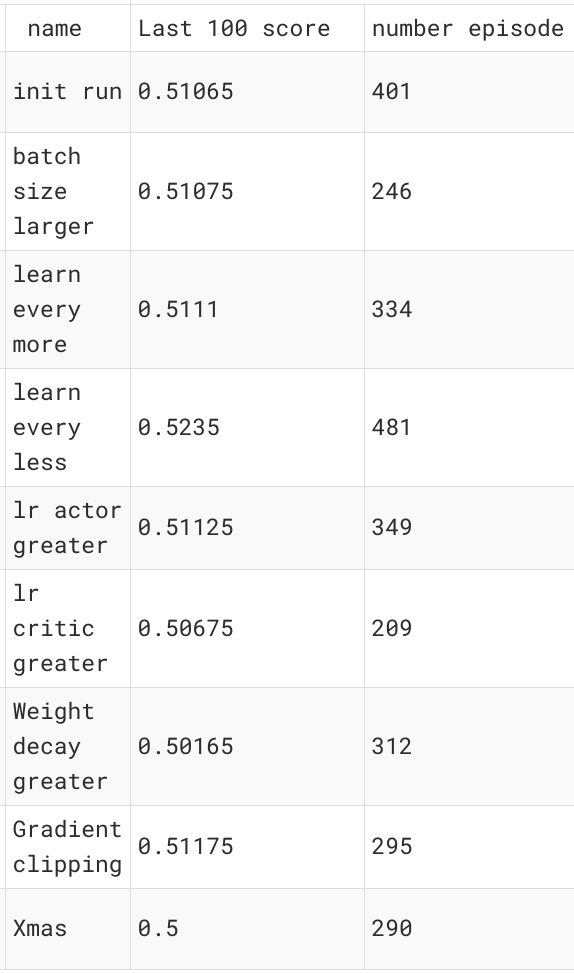 name Last 100 score number episode
init run 0.51065 401
batch
size 0.51075 246
larger
learn
every 0.5111 334
more
learn
every 0.5235 481
less
lr actor
greater
0.51125 349
lr
critic 0.50675 209
greater
Weight
decay 0.50165 312
greater
Gradient
clipping
0.51175 295
Xmas 0.5 290